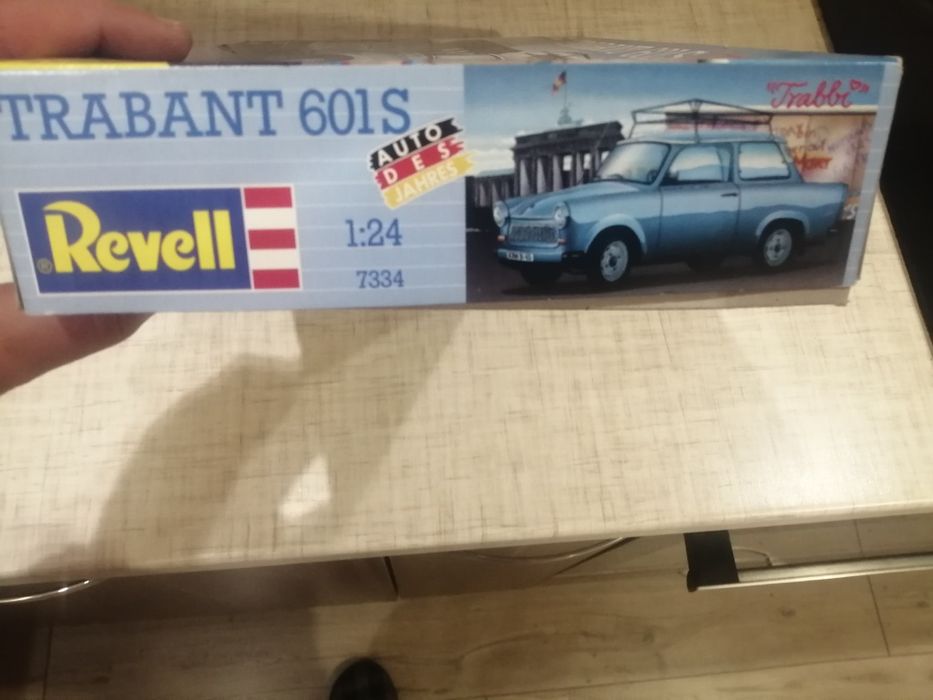 TRABANT 601S
AUTO
DES
JAHRES
® Revell
1:24
7334
"Trabbi"